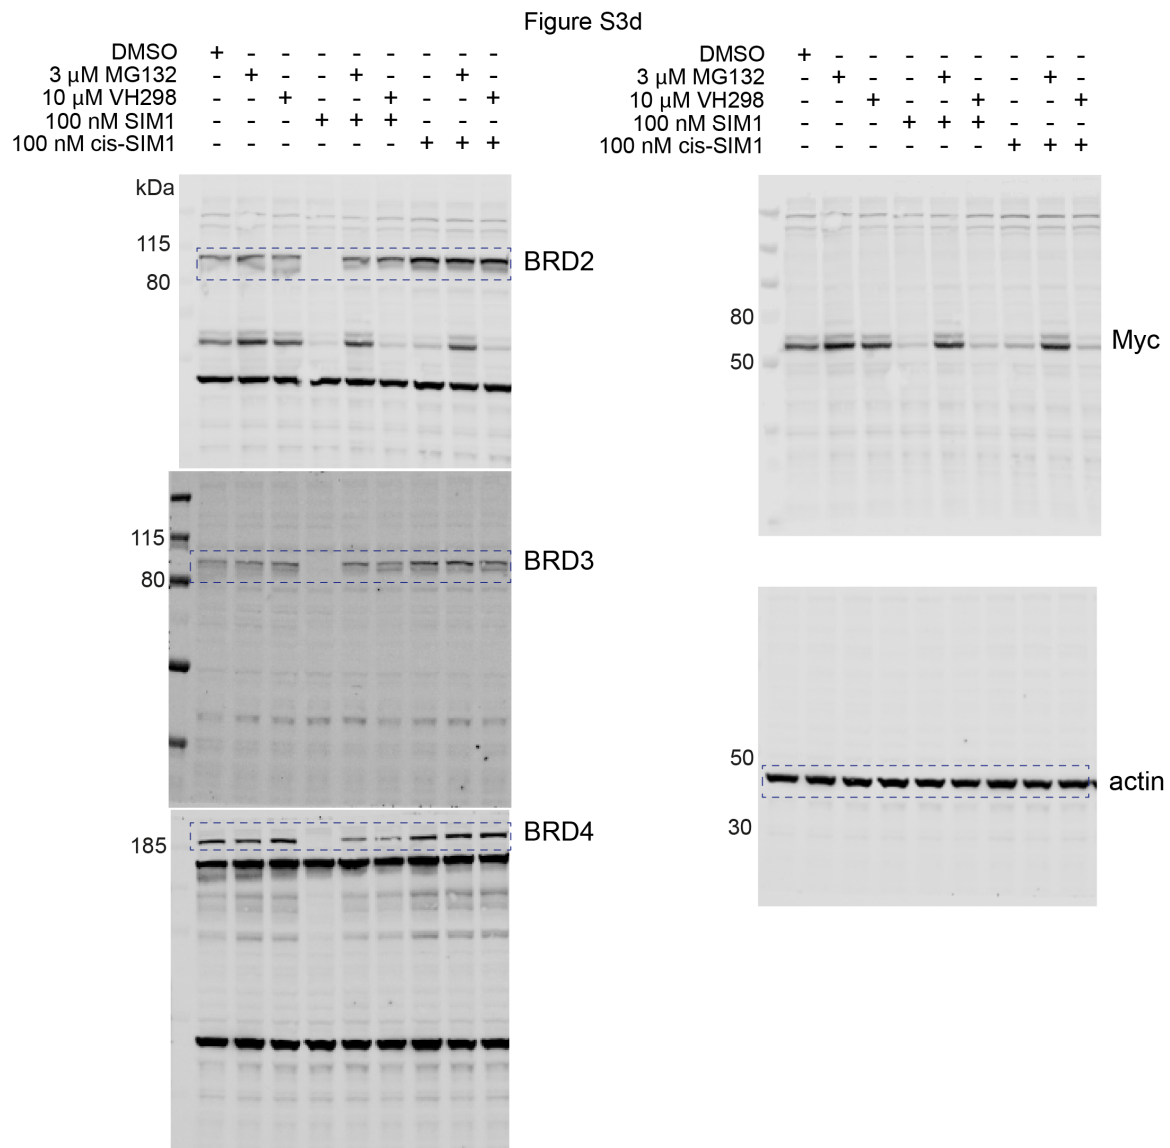 Figure S3d
DMSO + - - - - - - - -
3 µM MG132 - + - - + - - + -
10 µM VH298 - - + - - + - - +
100 nM SIM1 - - - + + + - - -
100 nM cis-SIM1 - - - - - - + + +
kDa
115
80
BRD2
115
80
BRD3
185
BRD4
DMSO + - - - - - - - -
3 µM MG132 - + - - + - - + -
10 µM VH298 - - + - - + - - +
100 nM SIM1 - - - + + + - - -
100 nM cis-SIM1 - - - - - - + + +
80
50
Myc
50
30
actin